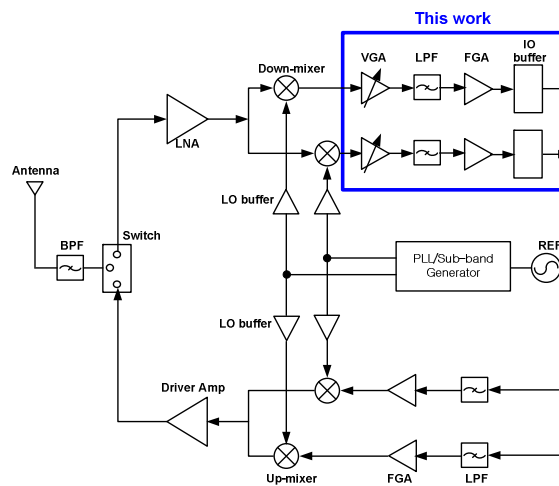 This work
VGA
LPF
FGA
IO
buffer
Down-mixer
LNA
Antenna
LO buffer
BPF
Switch
PLL/Sub-band
Generator
REF
LO buffer
Driver Amp
Up-mixer
FGA
LPF